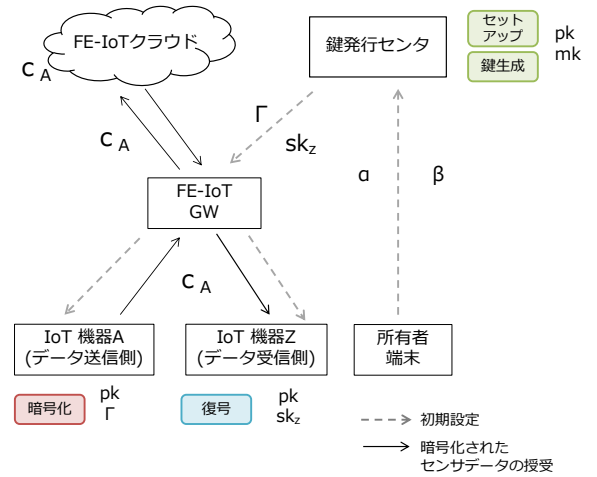 FE-IoTクラウド
c A
鍵発行センタ
セット
アップ
鍵生成
pk
mk
c A
Γ
skz
α
β
FE-IoT
GW
c A
IoT 機器A
(データ送信側)
IoT 機器Z
(データ受信側)
所有者
端末
暗号化
pk
Γ
復号
pk
skz
初期設定
暗号化された
センサデータの授受